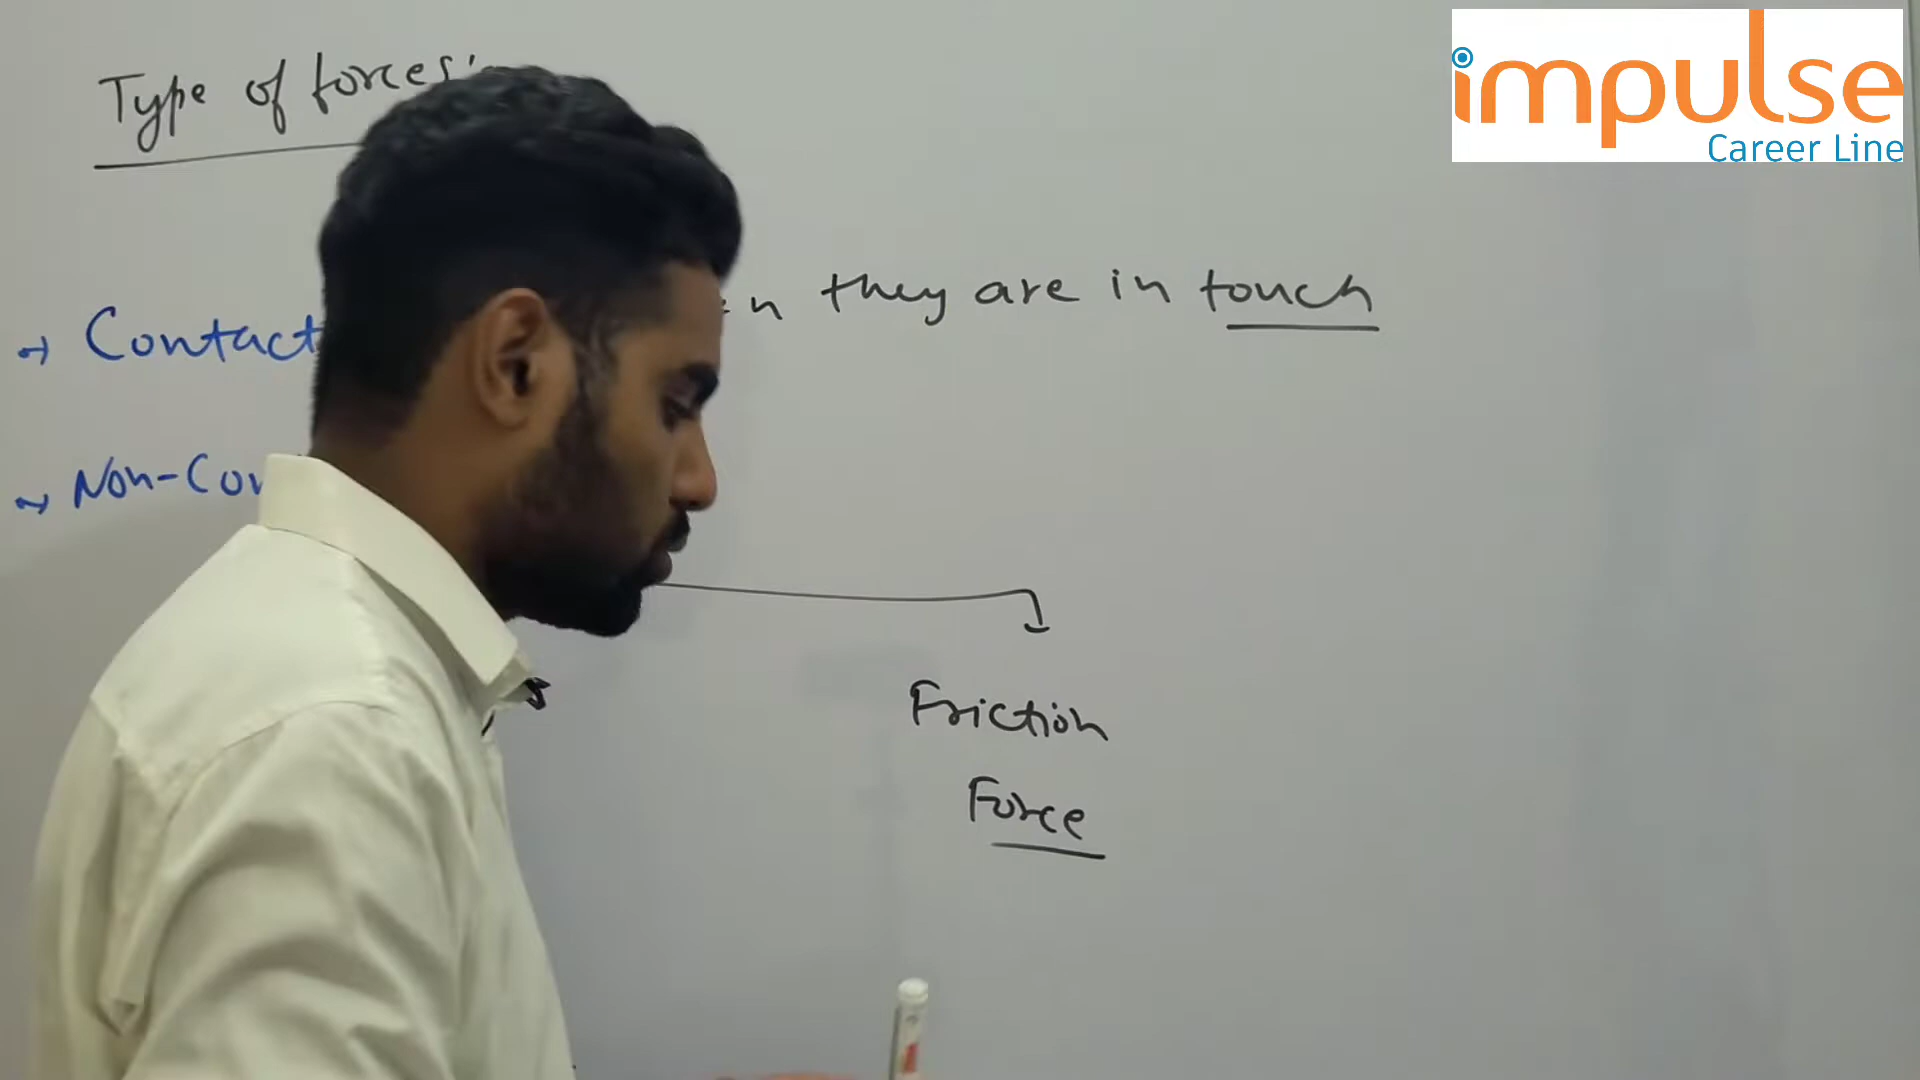 Type of forces:
impulse
Career Line
→ Contact they are in touch
→ Non-Con
Friction
Force